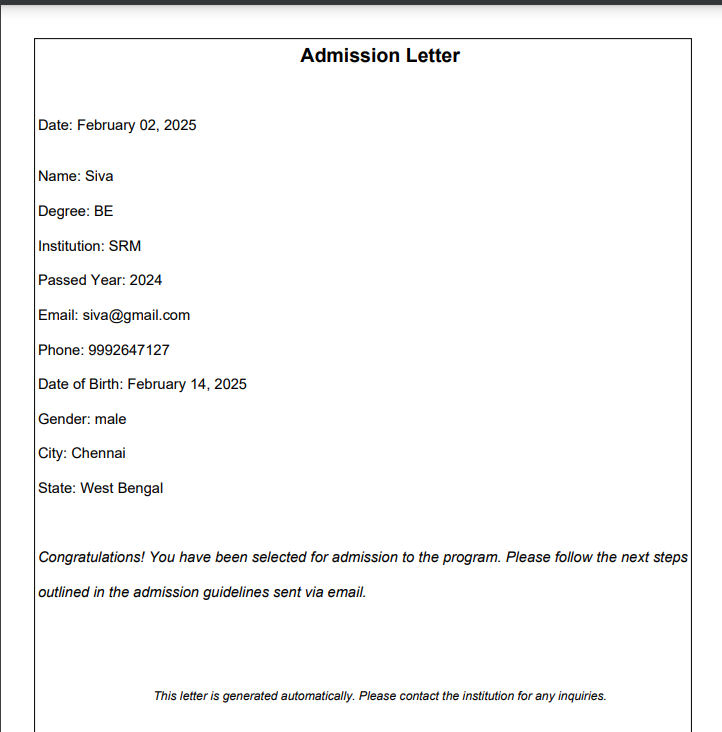 Admission Letter
Date: February 02, 2025
Name: Siva
Degree: BE
Institution: SRM
Passed Year: 2024
Email: siva@gmail.com
Phone: 9992647127
Date of Birth: February 14, 2025
Gender: male
City: Chennai
State: West Bengal
Congratulations! You have been selected for admission to the program. Please follow the next steps
outlined in the admission guidelines sent via email.
This letter is generated automatically. Please contact the institution for any inquiries.